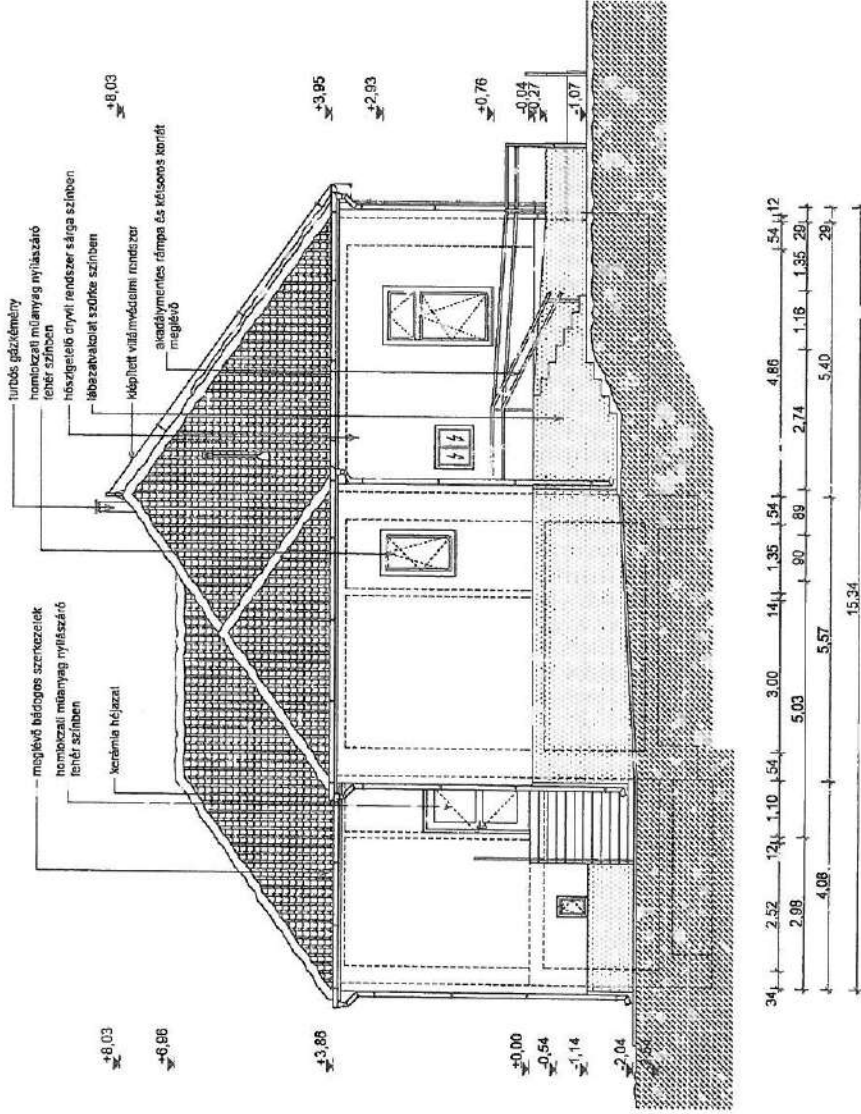 turbós gázkémény
homlokzati műanyag nyílászáró
fehér színben
hőszigetelő dryvit rendszer sárga színben
lábazatvakolat szürke színben
kiépített villámvédelmi rendszer
akadálymentes rámpa és kétsoros korlát
meglévő
meglévő bádogos szerkezetek
homlokzati műanyag nyílászáró
fehér színben
kerámia héjazat
+8,03
+6,96
+3,86
+0,00
-0,54
-1,14
-2,04
+8,03
+3,95
+2,93
+0,76
-0,04
-0,27
-1,07
34 2,52 12 1,10 54 3,00 14 1,35 54 4,86 54 12
2,98 5,03 90 89 2,74 1,16 1,35 29
4,08 5,57 5,40 29
15,34